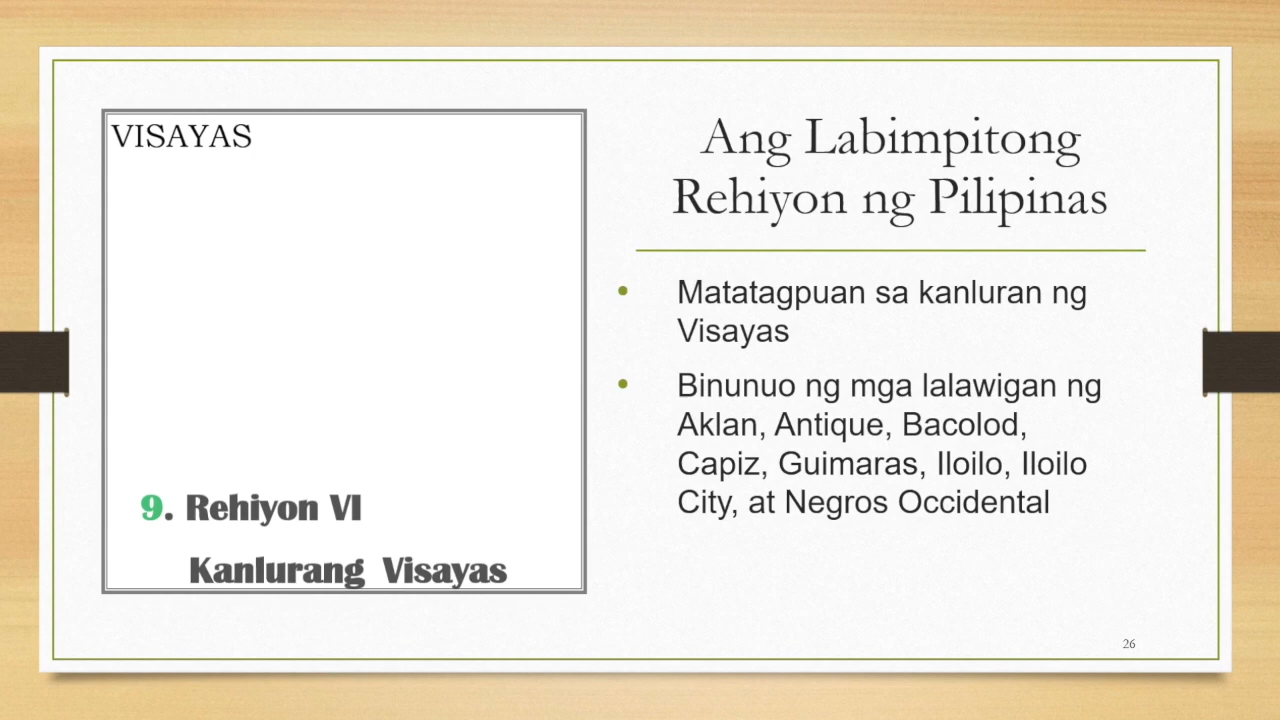 VISAYAS
9. Rehiyon VI
Kanlurang Visayas
Ang Labimpitong
Rehiyon ng Pilipinas
• Matatagpuan sa kanluran ng
Visayas
• Binunuo ng mga lalawigan ng
Aklan, Antique, Bacolod,
Capiz, Guimaras, Iloilo, Iloilo
City, at Negros Occidental
26